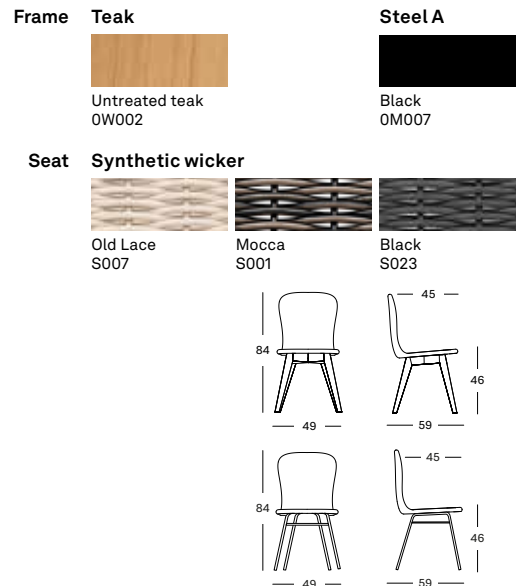 Frame Teak Steel A
Untreated teak Black
0W002 0M007
Seat Synthetic wicker
Old Lace Mocca Black
S007 S001 S023
45
84
46
49 59
45
84
46
49 59